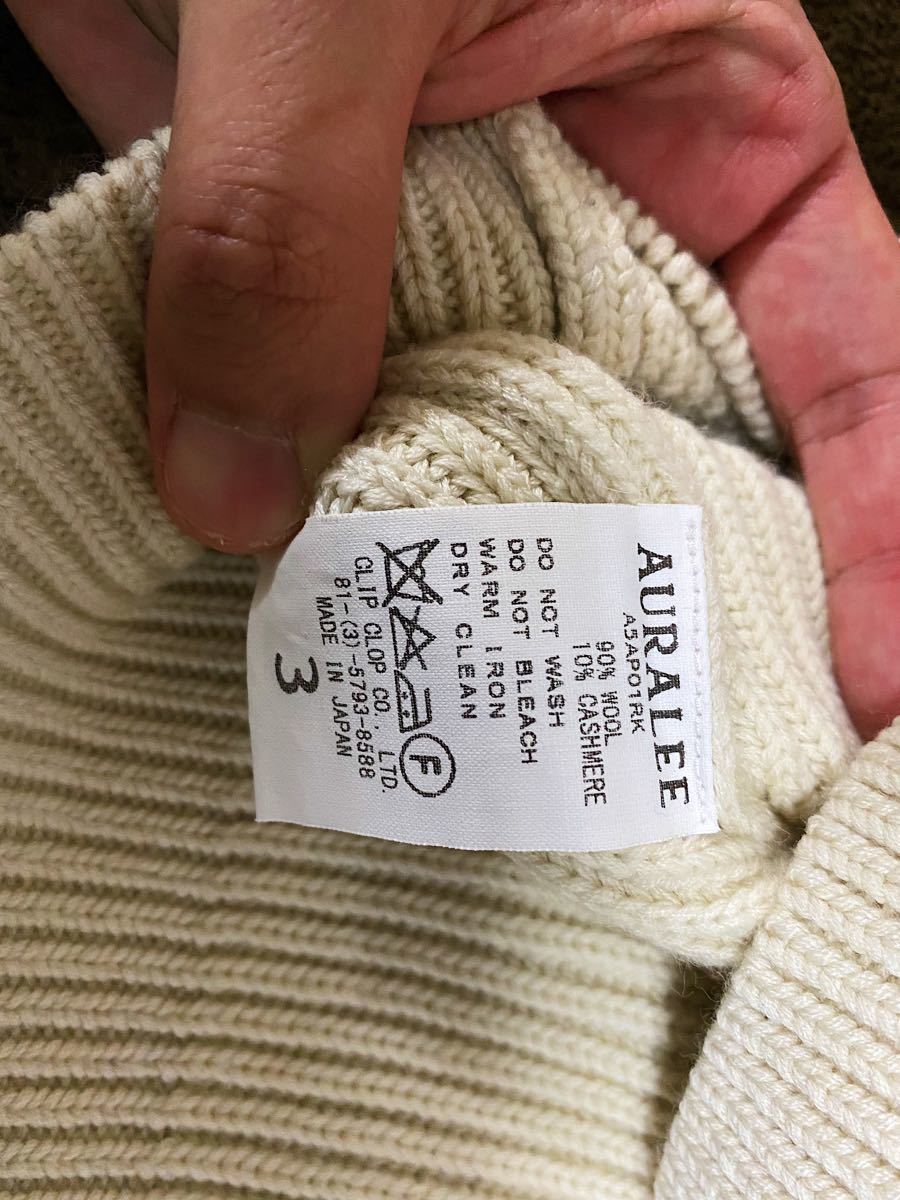 AURALEE
A5AP01RK
90% WOOL
10% CASHMERE
DO NOT WASH
DO NOT BLEACH
WARM IRON
DRY CLEAN
F
CLIP CLOP CO., LTD.
81-(3)-5793-8588
MADE IN JAPAN
3